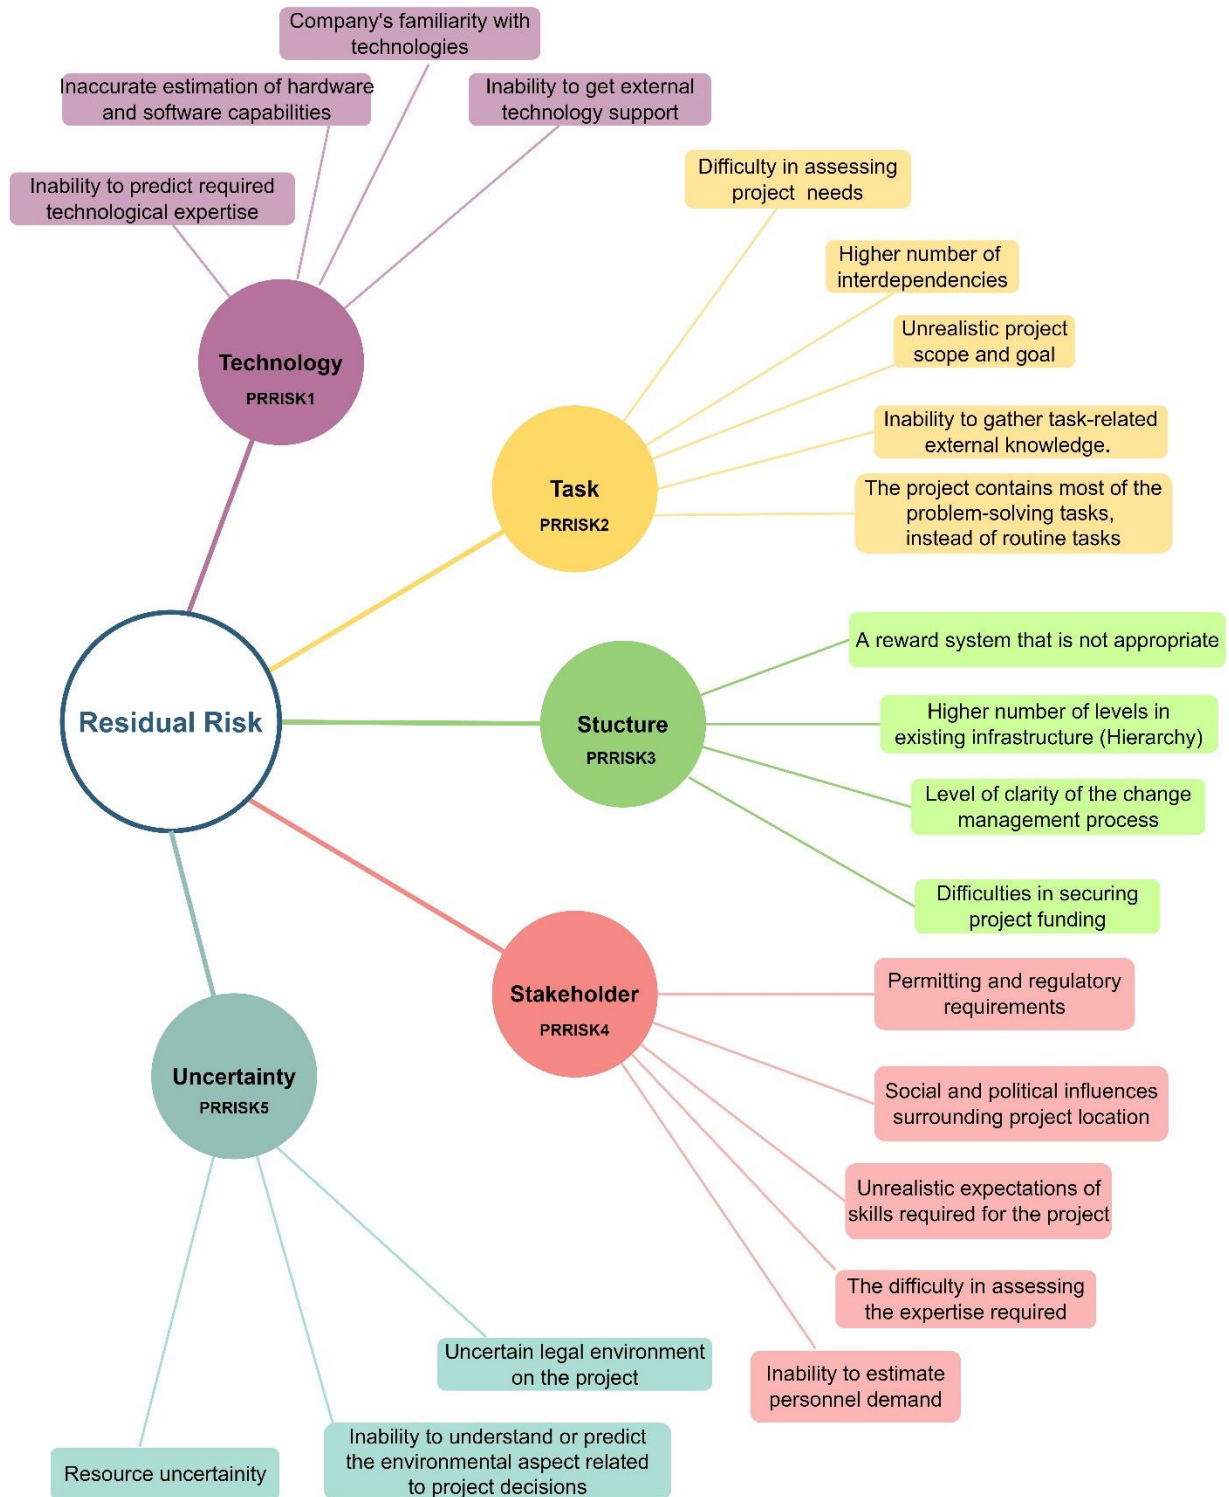 Company's familiarity with
technologies
Inaccurate estimation of hardware
and software capabilities
Inability to get external
technology support
Inability to predict required
technological expertise
Technology
PRRISK1
Difficulty in assessing
project needs
Higher number of
interdependencies
Unrealistic project
scope and goal
Inability to gather task-related
external knowledge.
The project contains most of the
problem-solving tasks,
instead of routine tasks
Task
PRRISK2
Residual Risk
Stucture
PRRISK3
A reward system that is not appropriate
Higher number of levels in
existing infrastructure (Hierarchy)
Level of clarity of the change
management process
Difficulties in securing
project funding
Stakeholder
PRRISK4
Permitting and regulatory
requirements
Social and political influences
surrounding project location
Unrealistic expectations of
skills required for the project
The difficulty in assessing
the expertise required
Inability to estimate
personnel demand
Uncertainty
PRRISK5
Uncertain legal environment
on the project
Inability to understand or predict
the environmental aspect related
to project decisions
Resource uncertainity